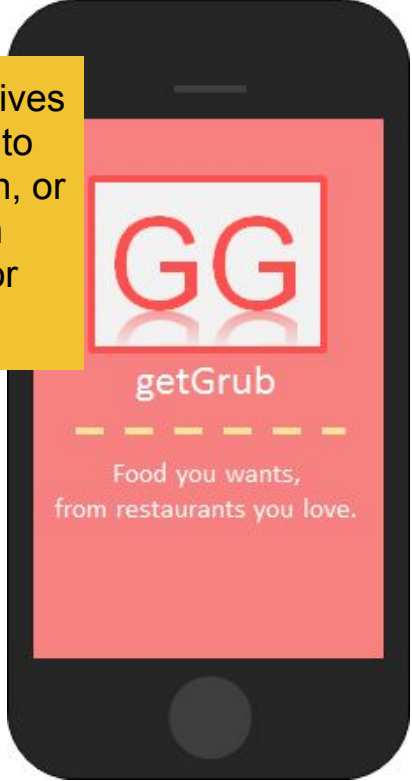 ives
to
n, or
n
or
GG
getGrub
Food you wants,
from restaurants you love.